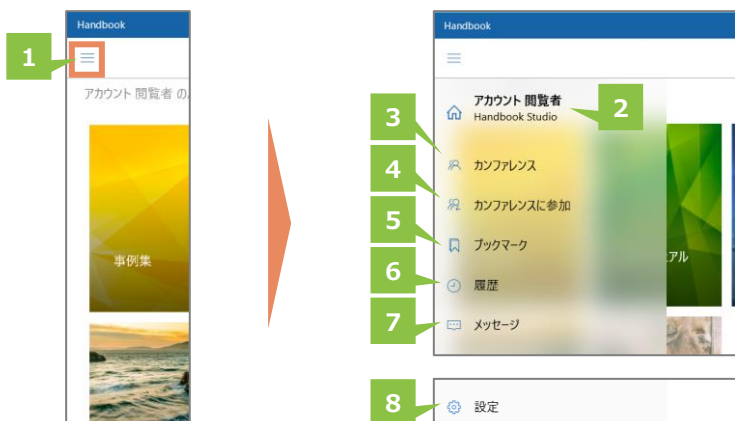 Handbook
1
アカウント 閲覧者 の
事例集
Handbook
アカウント 閲覧者
Handbook Studio
2
3
カンファレンス
4
カンファレンスに参加
5
ブックマーク
6
履歴
7
メッセージ
ュアル
8
設定